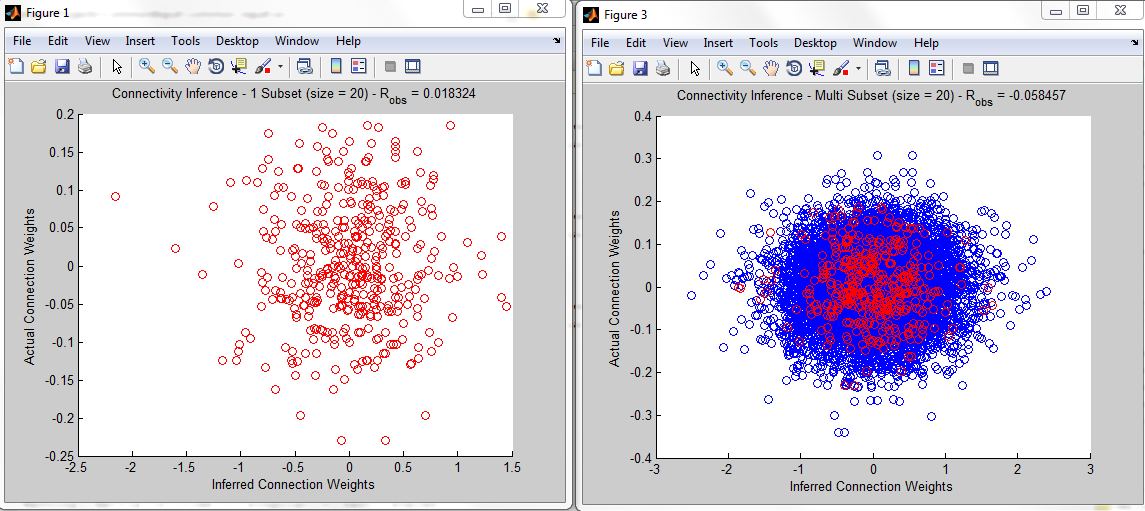 Figure 1
File Edit View Insert Tools Desktop Window Help
Connectivity Inference - 1 Subset (size = 20) - Robs = 0.018324
0.2
0.15
0.1
0.05
0
-0.05
-0.1
-0.15
-0.2
-0.25
Actual Connection Weights
-2.5 -2 -1.5 -1 -0.5 0 0.5 1 1.5
Inferred Connection Weights
Figure 3
File Edit View Insert Tools Desktop Window Help
Connectivity Inference - Multi Subset (size = 20) - Robs = -0.058457
0.4
0.3
0.2
0.1
0
-0.1
-0.2
-0.3
-0.4
Actual Connection Weights
-3 -2 -1 0 1 2 3
Inferred Connection Weights